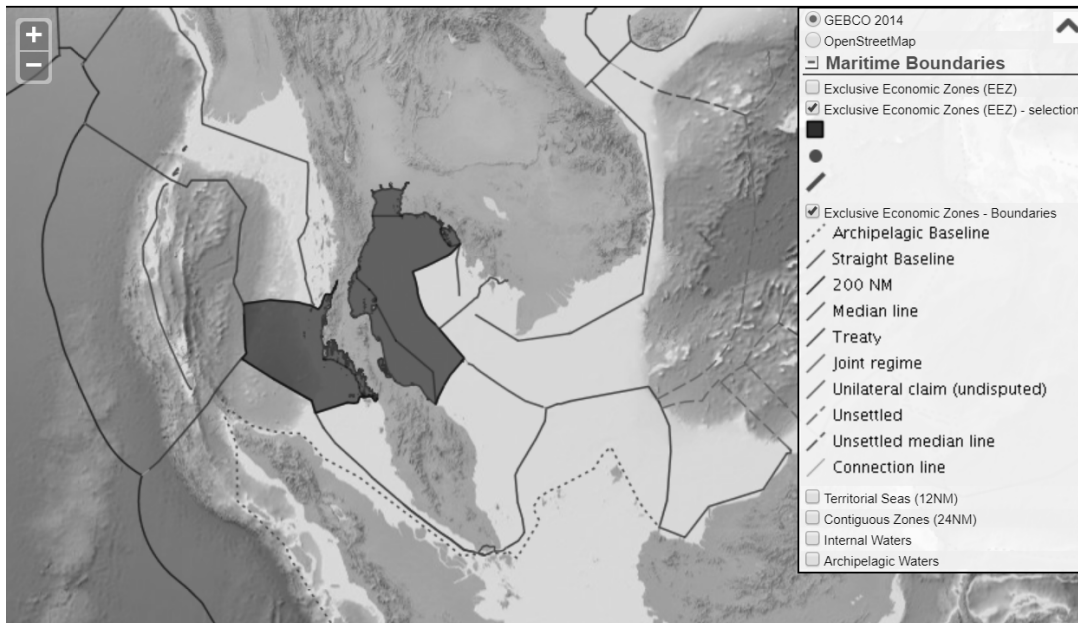 +
−
GEBCO 2014
OpenStreetMap
Maritime Boundaries
Exclusive Economic Zones (EEZ)
Exclusive Economic Zones (EEZ) - selection
Exclusive Economic Zones - Boundaries
Archipelagic Baseline
Straight Baseline
200 NM
Median line
Treaty
Joint regime
Unilateral claim (undisputed)
Unsettled
Unsettled median line
Connection line
Territorial Seas (12NM)
Contiguous Zones (24NM)
Internal Waters
Archipelagic Waters